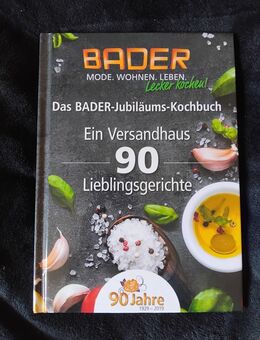 BADER
MODE. WOHNEN. LEBEN.
Lecker kochen!
Das BADER-Jubiläums-Kochbuch
Ein Versandhaus
90
Lieblingsgerichte
90 Jahre
1929 - 2019